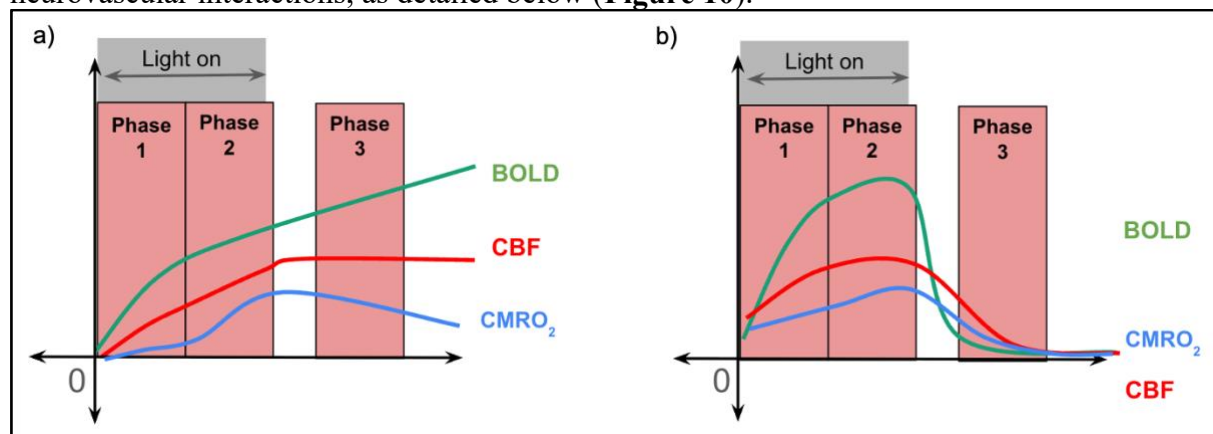 neurovascular interactions, as detailed below (Figure 10).
a)
Light on
Phase 1
Phase 2
Phase 3
BOLD
CBF
CMRO₂
0
b)
Light on
Phase 1
Phase 2
Phase 3
BOLD
CMRO₂
CBF
0